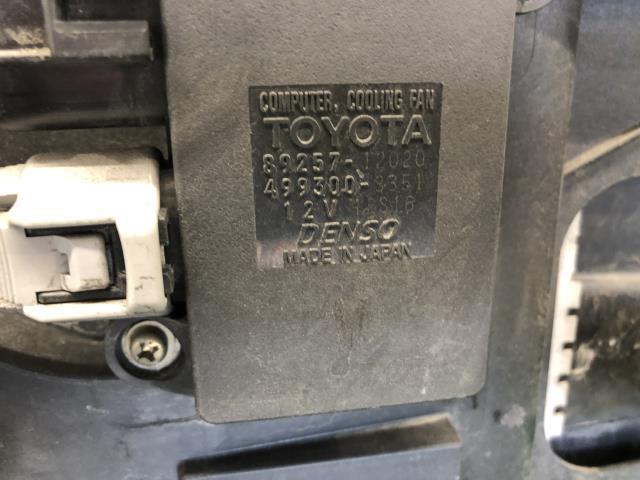 COMPUTER, COOLING FAN
TOYOTA
89257-12020
499300-3351
12V
DENSO
MADE IN JAPAN